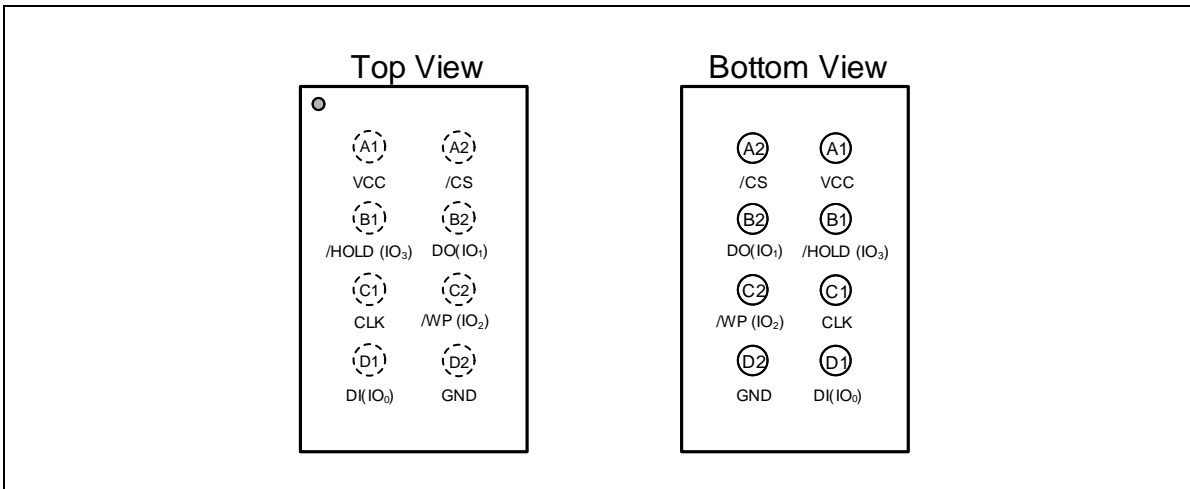 Top View Bottom View
A1 A2 A2 A1
VCC /CS /CS VCC
B1 B2 B2 B1
/HOLD (IO₃) DO(IO₁) DO(IO₁) /HOLD (IO₃)
C1 C2 C2 C1
CLK /WP (IO₂) /WP (IO₂) CLK
D1 D2 D2 D1
DI(IO₀) GND GND DI(IO₀)